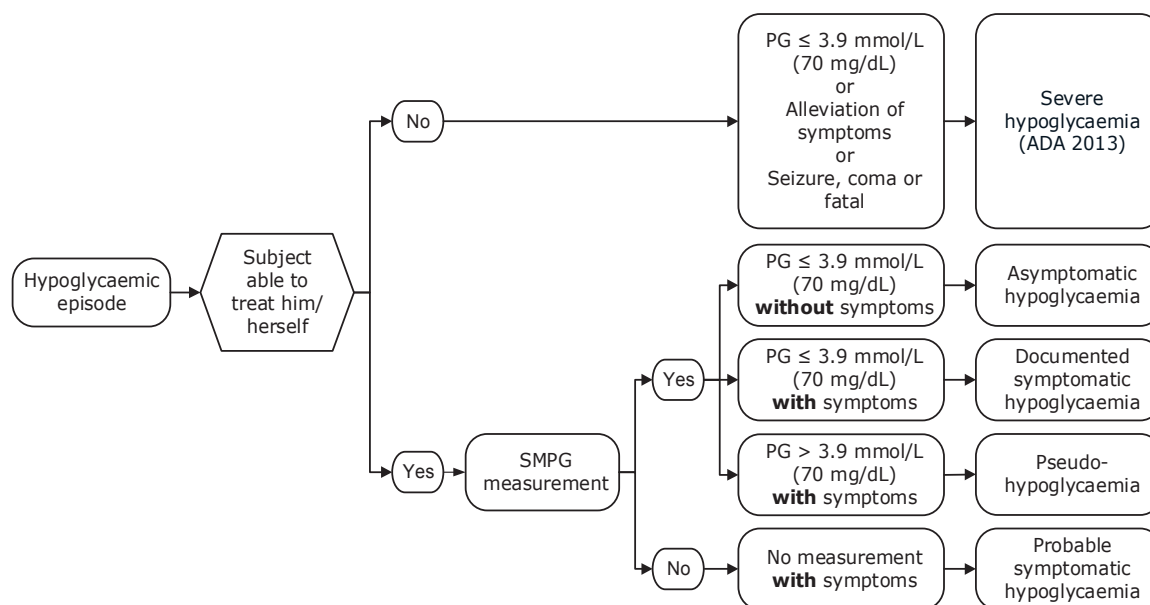 Hypoglycaemic
episode
Subject
able to
treat him/
herself
No
PG ≤ 3.9 mmol/L
(70 mg/dL)
or
Alleviation of
symptoms
or
Seizure, coma or
fatal
Severe
hypoglycaemia
(ADA 2013)
Yes
SMPG
measurement
Yes
PG ≤ 3.9 mmol/L
(70 mg/dL)
without symptoms
Asymptomatic
hypoglycaemia
PG ≤ 3.9 mmol/L
(70 mg/dL)
with symptoms
Documented
symptomatic
hypoglycaemia
PG > 3.9 mmol/L
(70 mg/dL)
with symptoms
Pseudo-
hypoglycaemia
No
No measurement
with symptoms
Probable
symptomatic
hypoglycaemia